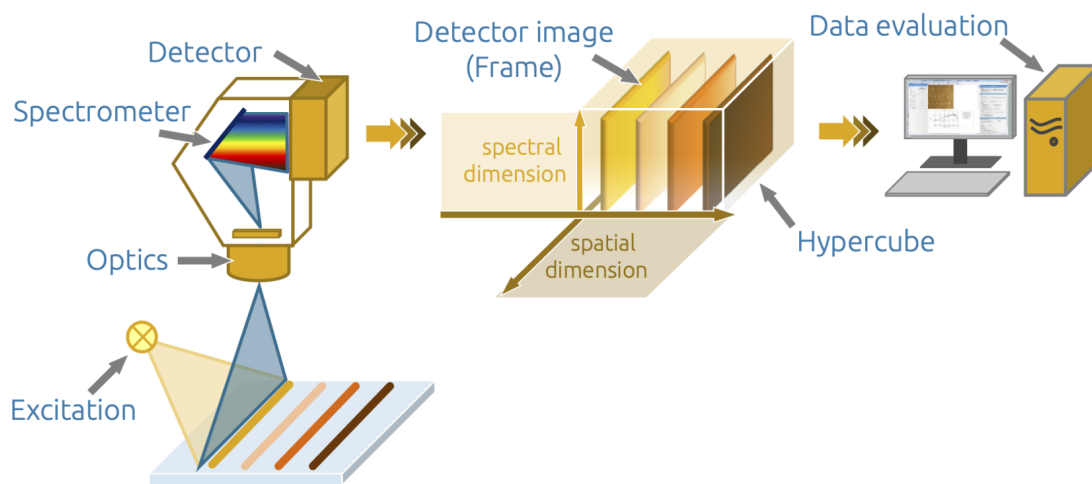 Detector
Spectrometer
Optics
Excitation
Detector image
(Frame)
spectral
dimension
spatial
dimension
Hypercube
Data evaluation